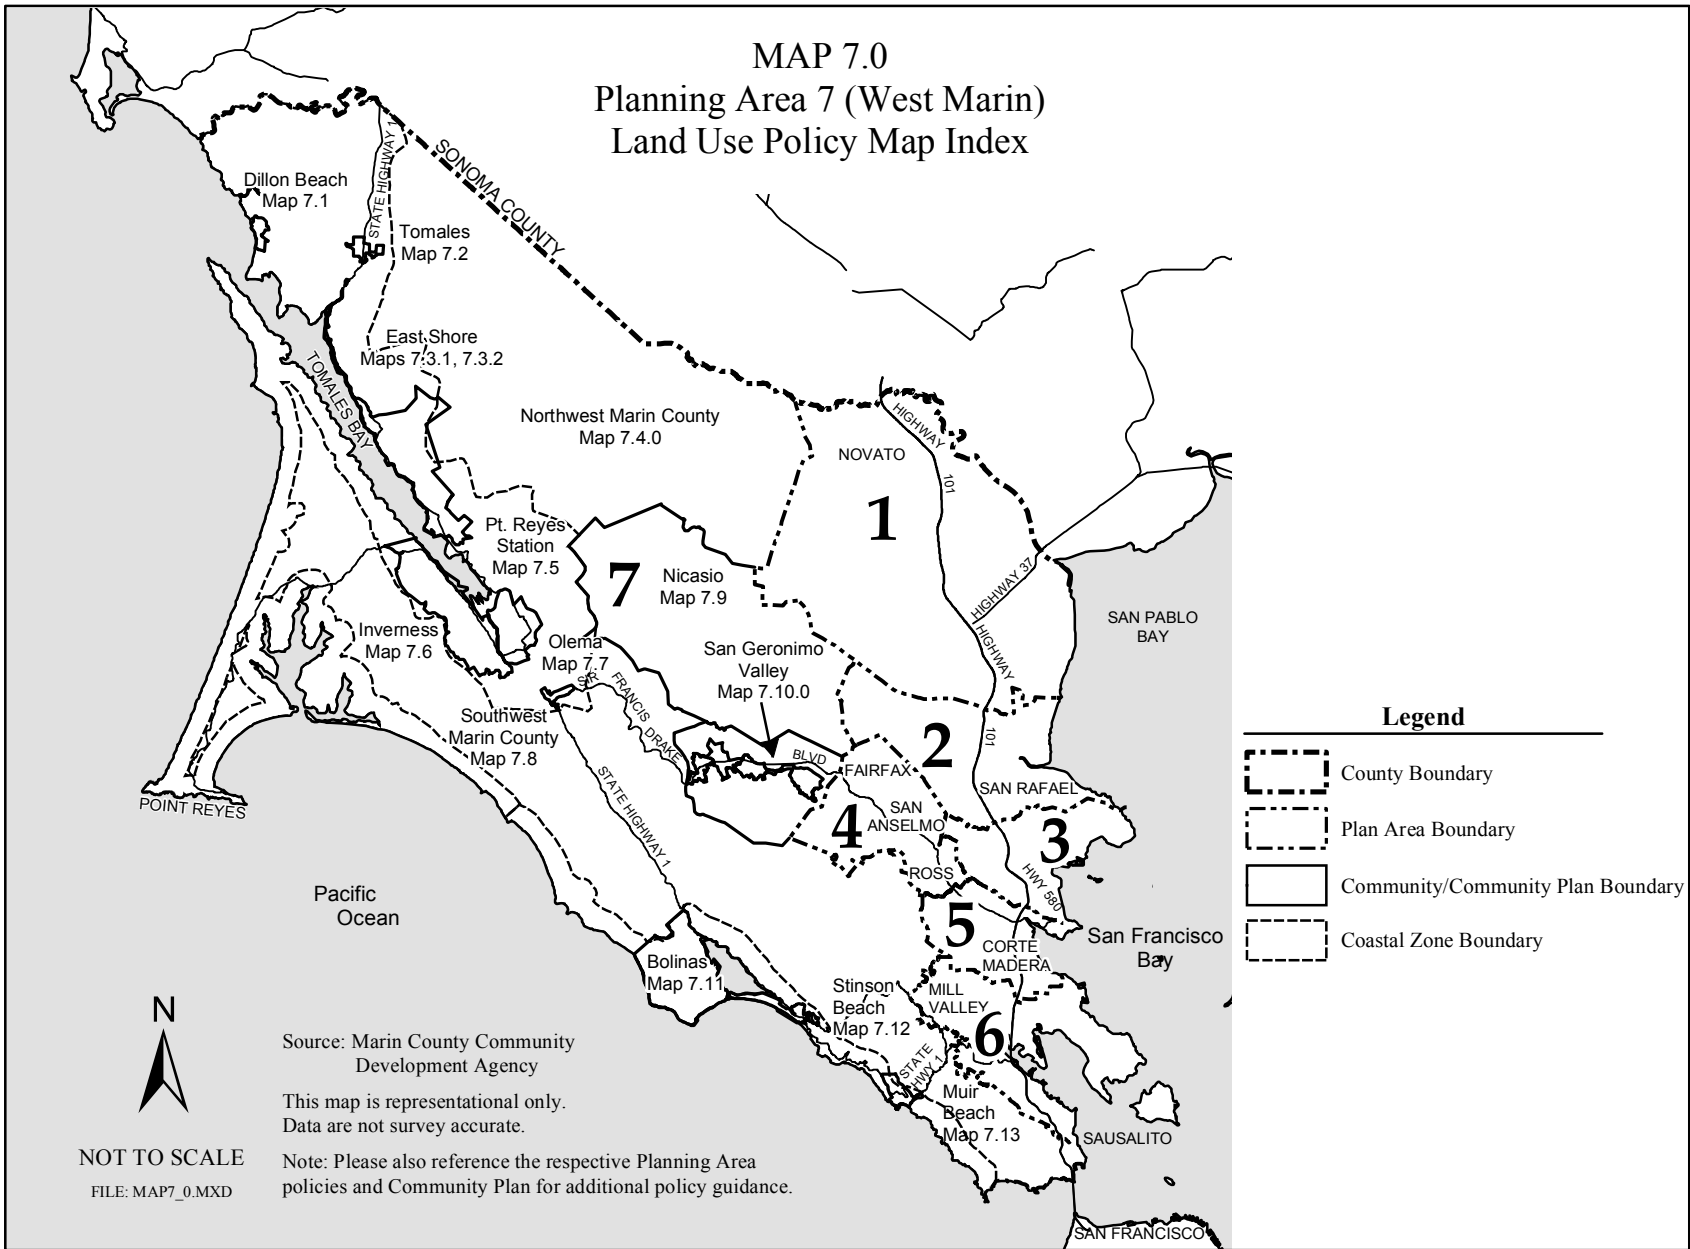 MAP 7.0
Planning Area 7 (West Marin)
Land Use Policy Map Index
SONOMA COUNTY
STATE HIGHWAY 1
Dillon Beach
Map 7.1
Tomales
Map 7.2
East Shore
Maps 7.3.1, 7.3.2
TOMALES BAY
Northwest Marin County
Map 7.4.0
HIGHWAY
101
NOVATO
1
Pt. Reyes
Station
Map 7.5
7
Nicasio
Map 7.9
HIGHWAY 37
HIGHWAY
101
SAN PABLO
BAY
Inverness
Map 7.6
Olema
Map 7.7
San Geronimo
Valley
Map 7.10.0
SIR
FRANCIS
DRAKE
BLVD
Southwest
Marin County
Map 7.8
STATE HIGHWAY 1
POINT REYES
FAIRFAX
2
SAN RAFAEL
SAN
ANSELMO
4
3
ROSS
HWY 580
5
CORTE
MADERA
San Francisco
Bay
Pacific
Ocean
Bolinas
Map 7.11
Stinson
Beach
Map 7.12
MILL
VALLEY
6
STATE
HWY 1
Muir
Beach
Map 7.13
SAUSALITO
SAN FRANCISCO
Legend
County Boundary
Plan Area Boundary
Community/Community Plan Boundary
Coastal Zone Boundary
N
NOT TO SCALE
FILE: MAP7_0.MXD
Source: Marin County Community
Development Agency
This map is representational only.
Data are not survey accurate.
Note: Please also reference the respective Planning Area
policies and Community Plan for additional policy guidance.